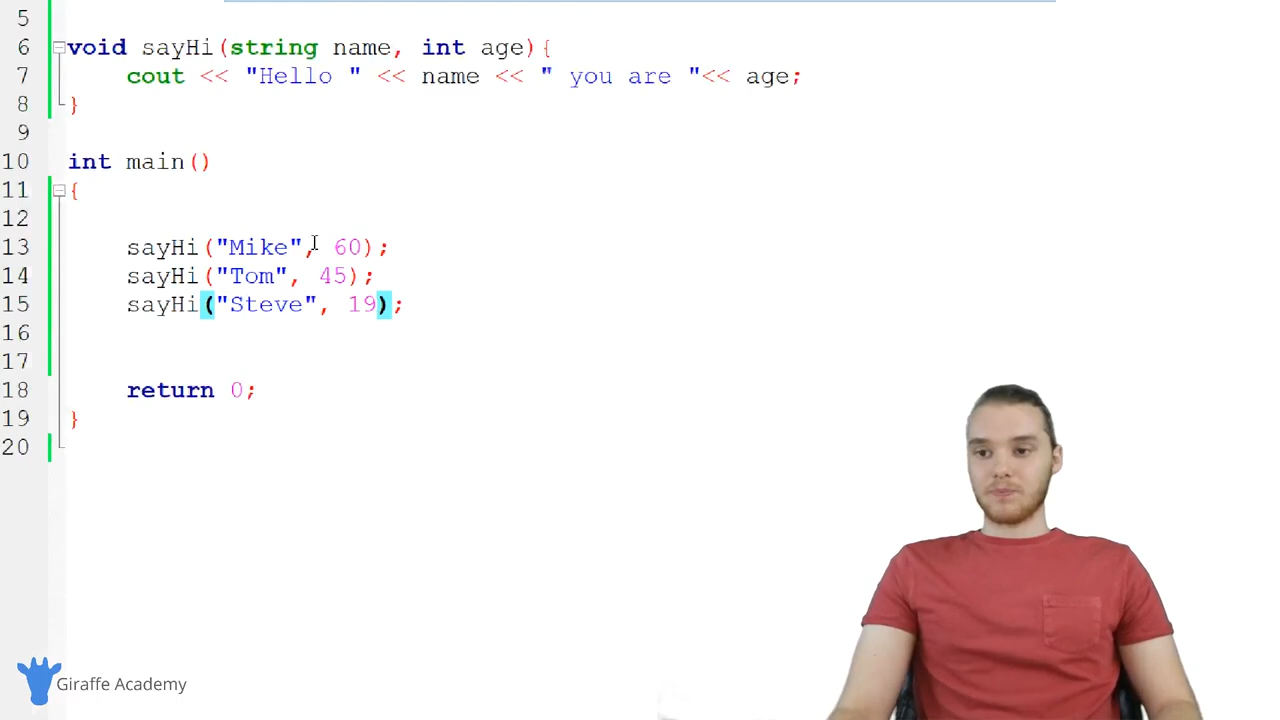 5
6 void sayHi(string name, int age){
7 cout << "Hello " << name << " you are "<< age;
8 }
9
10 int main()
11 {
12
13 sayHi("Mike", 60);
14 sayHi("Tom", 45);
15 sayHi("Steve", 19);
16
17
18 return 0;
19 }
20
Giraffe Academy